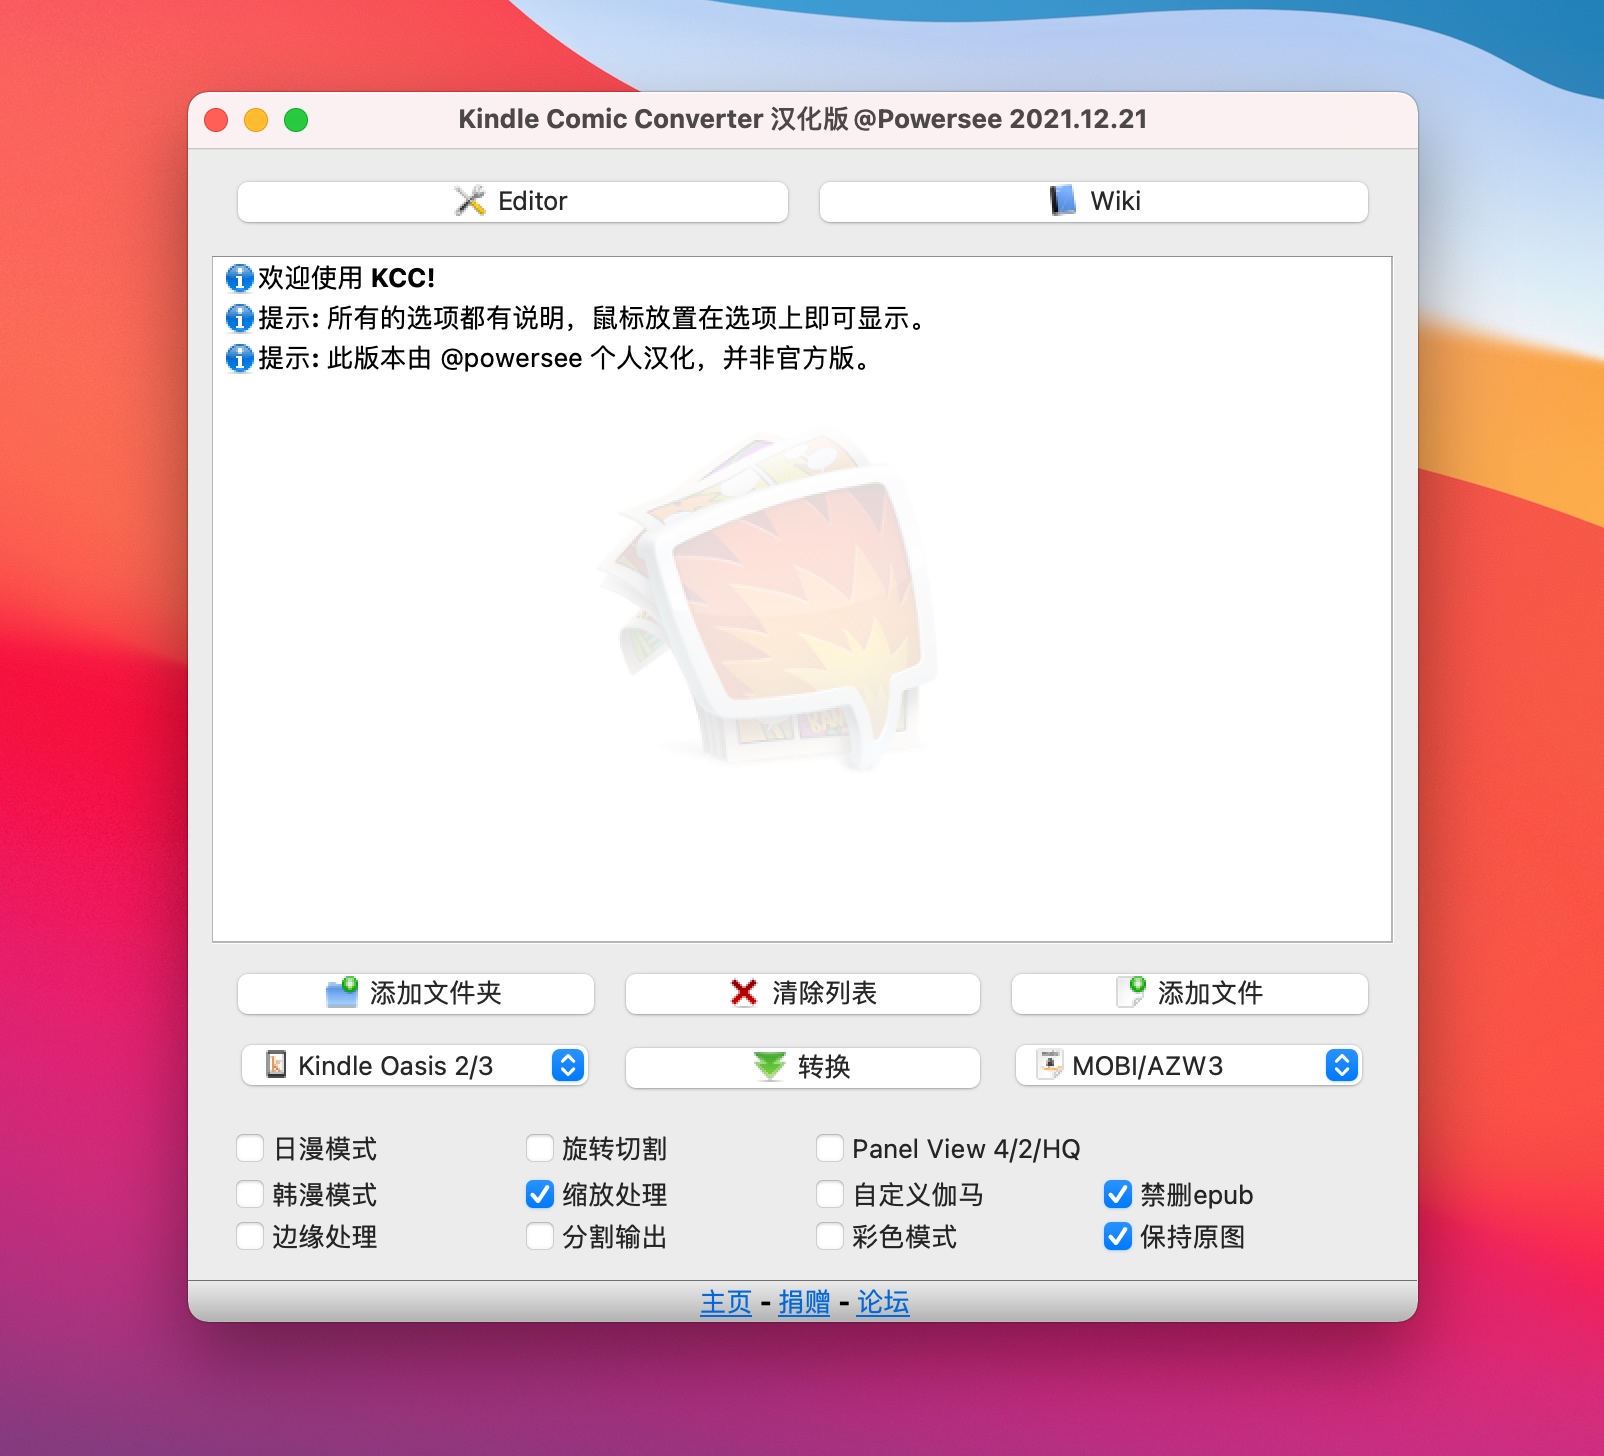 Kindle Comic Converter 汉化版@Powersee 2021.12.21
Editor
Wiki
欢迎使用 KCC!
提示: 所有的选项都有说明，鼠标放置在选项上即可显示。
提示: 此版本由 @powersee 个人汉化，并非官方版。
添加文件夹
清除列表
添加文件
Kindle Oasis 2/3
转换
MOBI/AZW3
日漫模式
旋转切割
Panel View 4/2/HQ
韩漫模式
缩放处理
自定义伽马
禁删epub
边缘处理
分割输出
彩色模式
保持原图
主页 - 捐赠 - 论坛